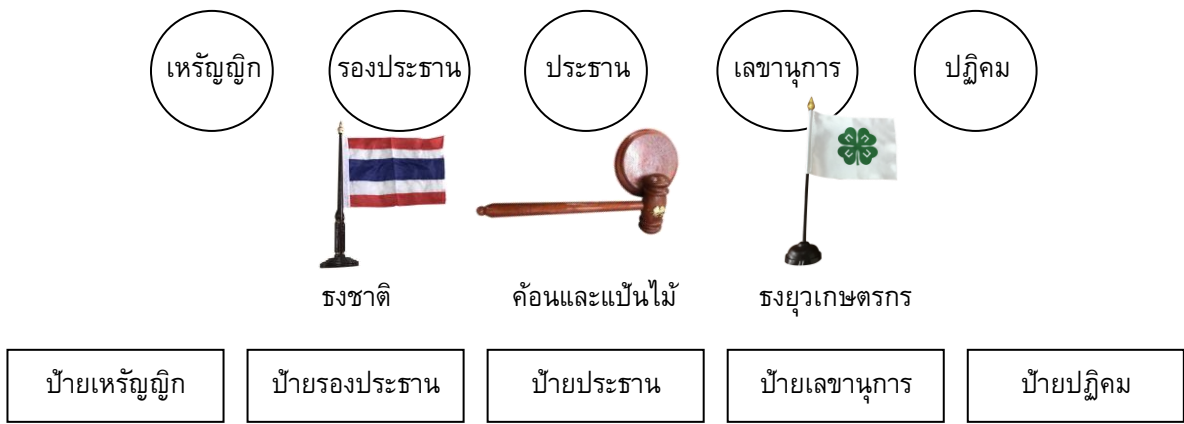 เหรัญญิก รองประธาน ประธาน เลขานุการ ปฏิคม
ธงชาติ ค้อนและแป้นไม้ ธงยุวเกษตรกร
ป้ายเหรัญญิก ป้ายรองประธาน ป้ายประธาน ป้ายเลขานุการ ป้ายปฏิคม